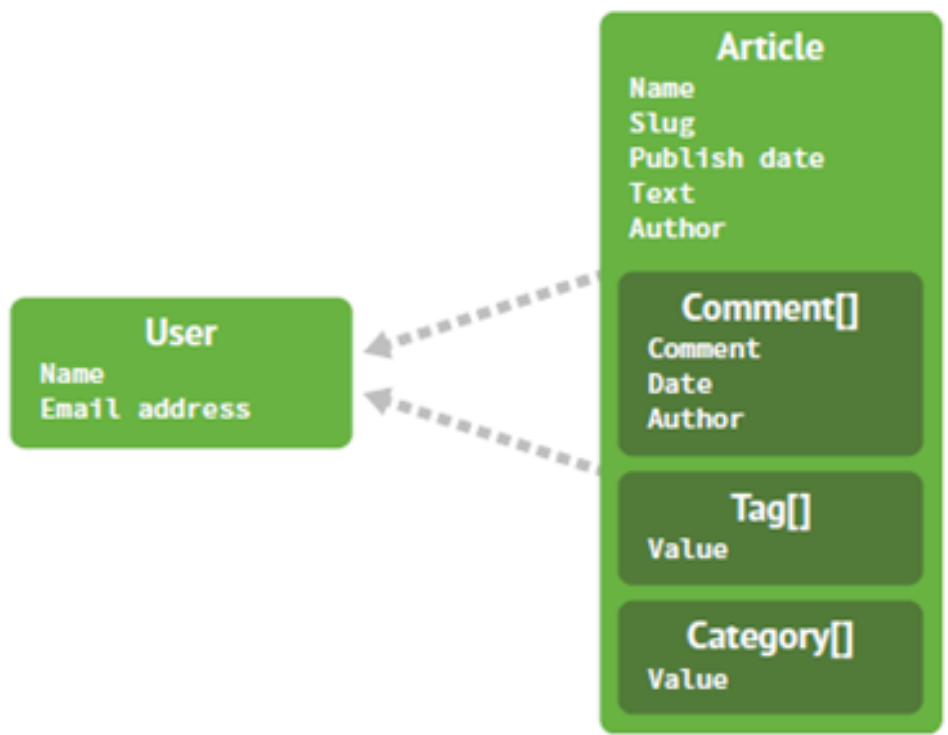 User
Name
Email address
Article
Name
Slug
Publish date
Text
Author
Comment[]
Comment
Date
Author
Tag[]
Value
Category[]
Value